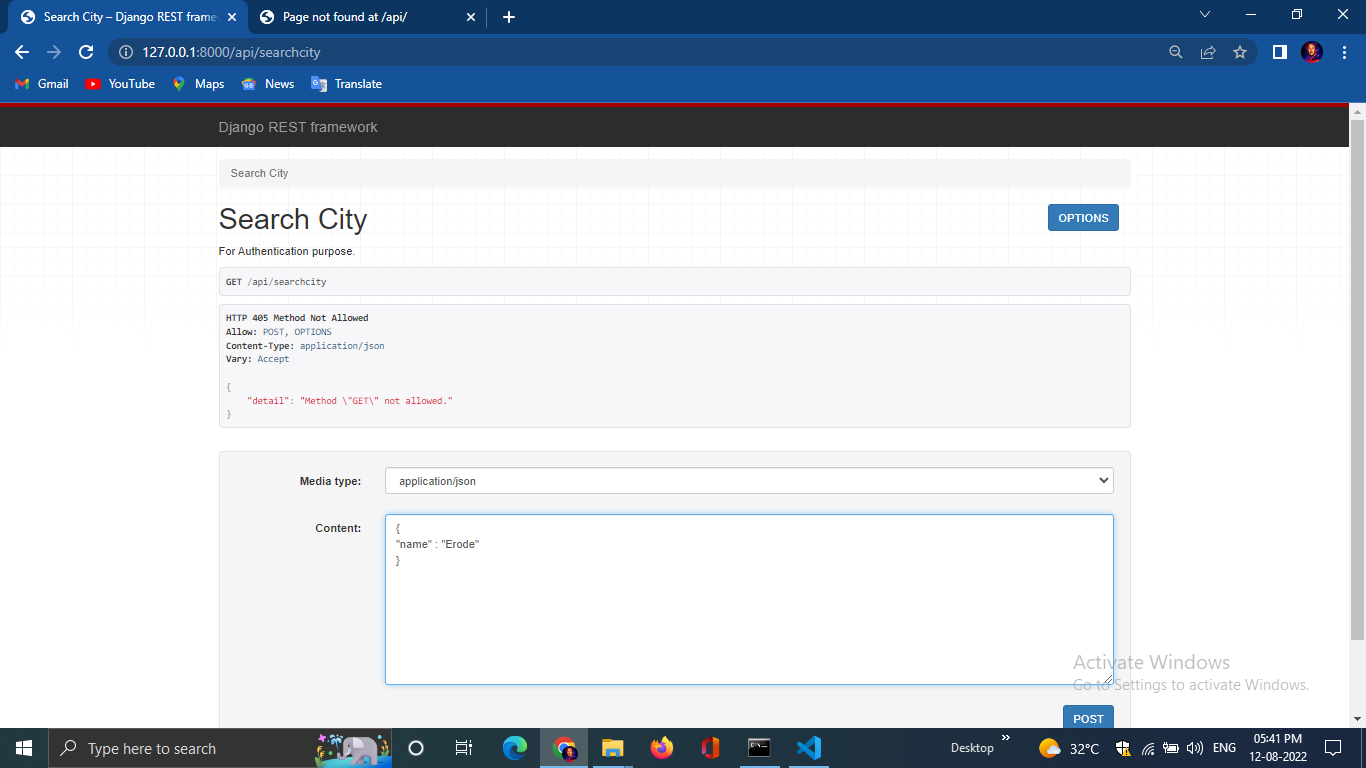 Search City – Django REST frame
Page not found at /api/
127.0.0.1:8000/api/searchcity
Gmail
YouTube
Maps
News
Translate
Django REST framework
Search City
Search City
OPTIONS
For Authentication purpose.
GET /api/searchcity
HTTP 405 Method Not Allowed
Allow: POST, OPTIONS
Content-Type: application/json
Vary: Accept
{
"detail": "Method \"GET\" not allowed."
}
Media type:
application/json
Content:
{
"name" : "Erode"
}
Activate Windows
Go to Settings to activate Windows.
POST
Type here to search
Desktop
32°C
ENG
05:41 PM
12-08-2022